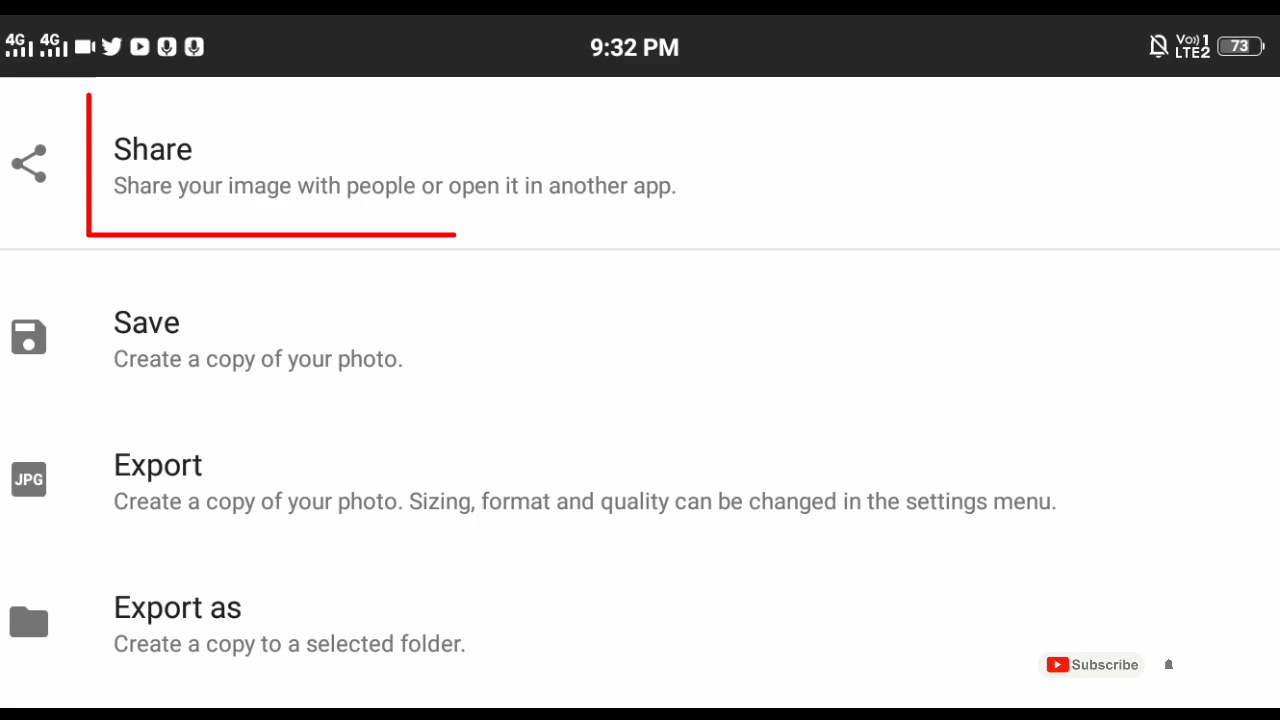 4G 4G 9:32 PM Vo)) 1 LTE2 73
Share
Share your image with people or open it in another app.
Save
Create a copy of your photo.
JPG
Export
Create a copy of your photo. Sizing, format and quality can be changed in the settings menu.
Export as
Create a copy to a selected folder.
Subscribe